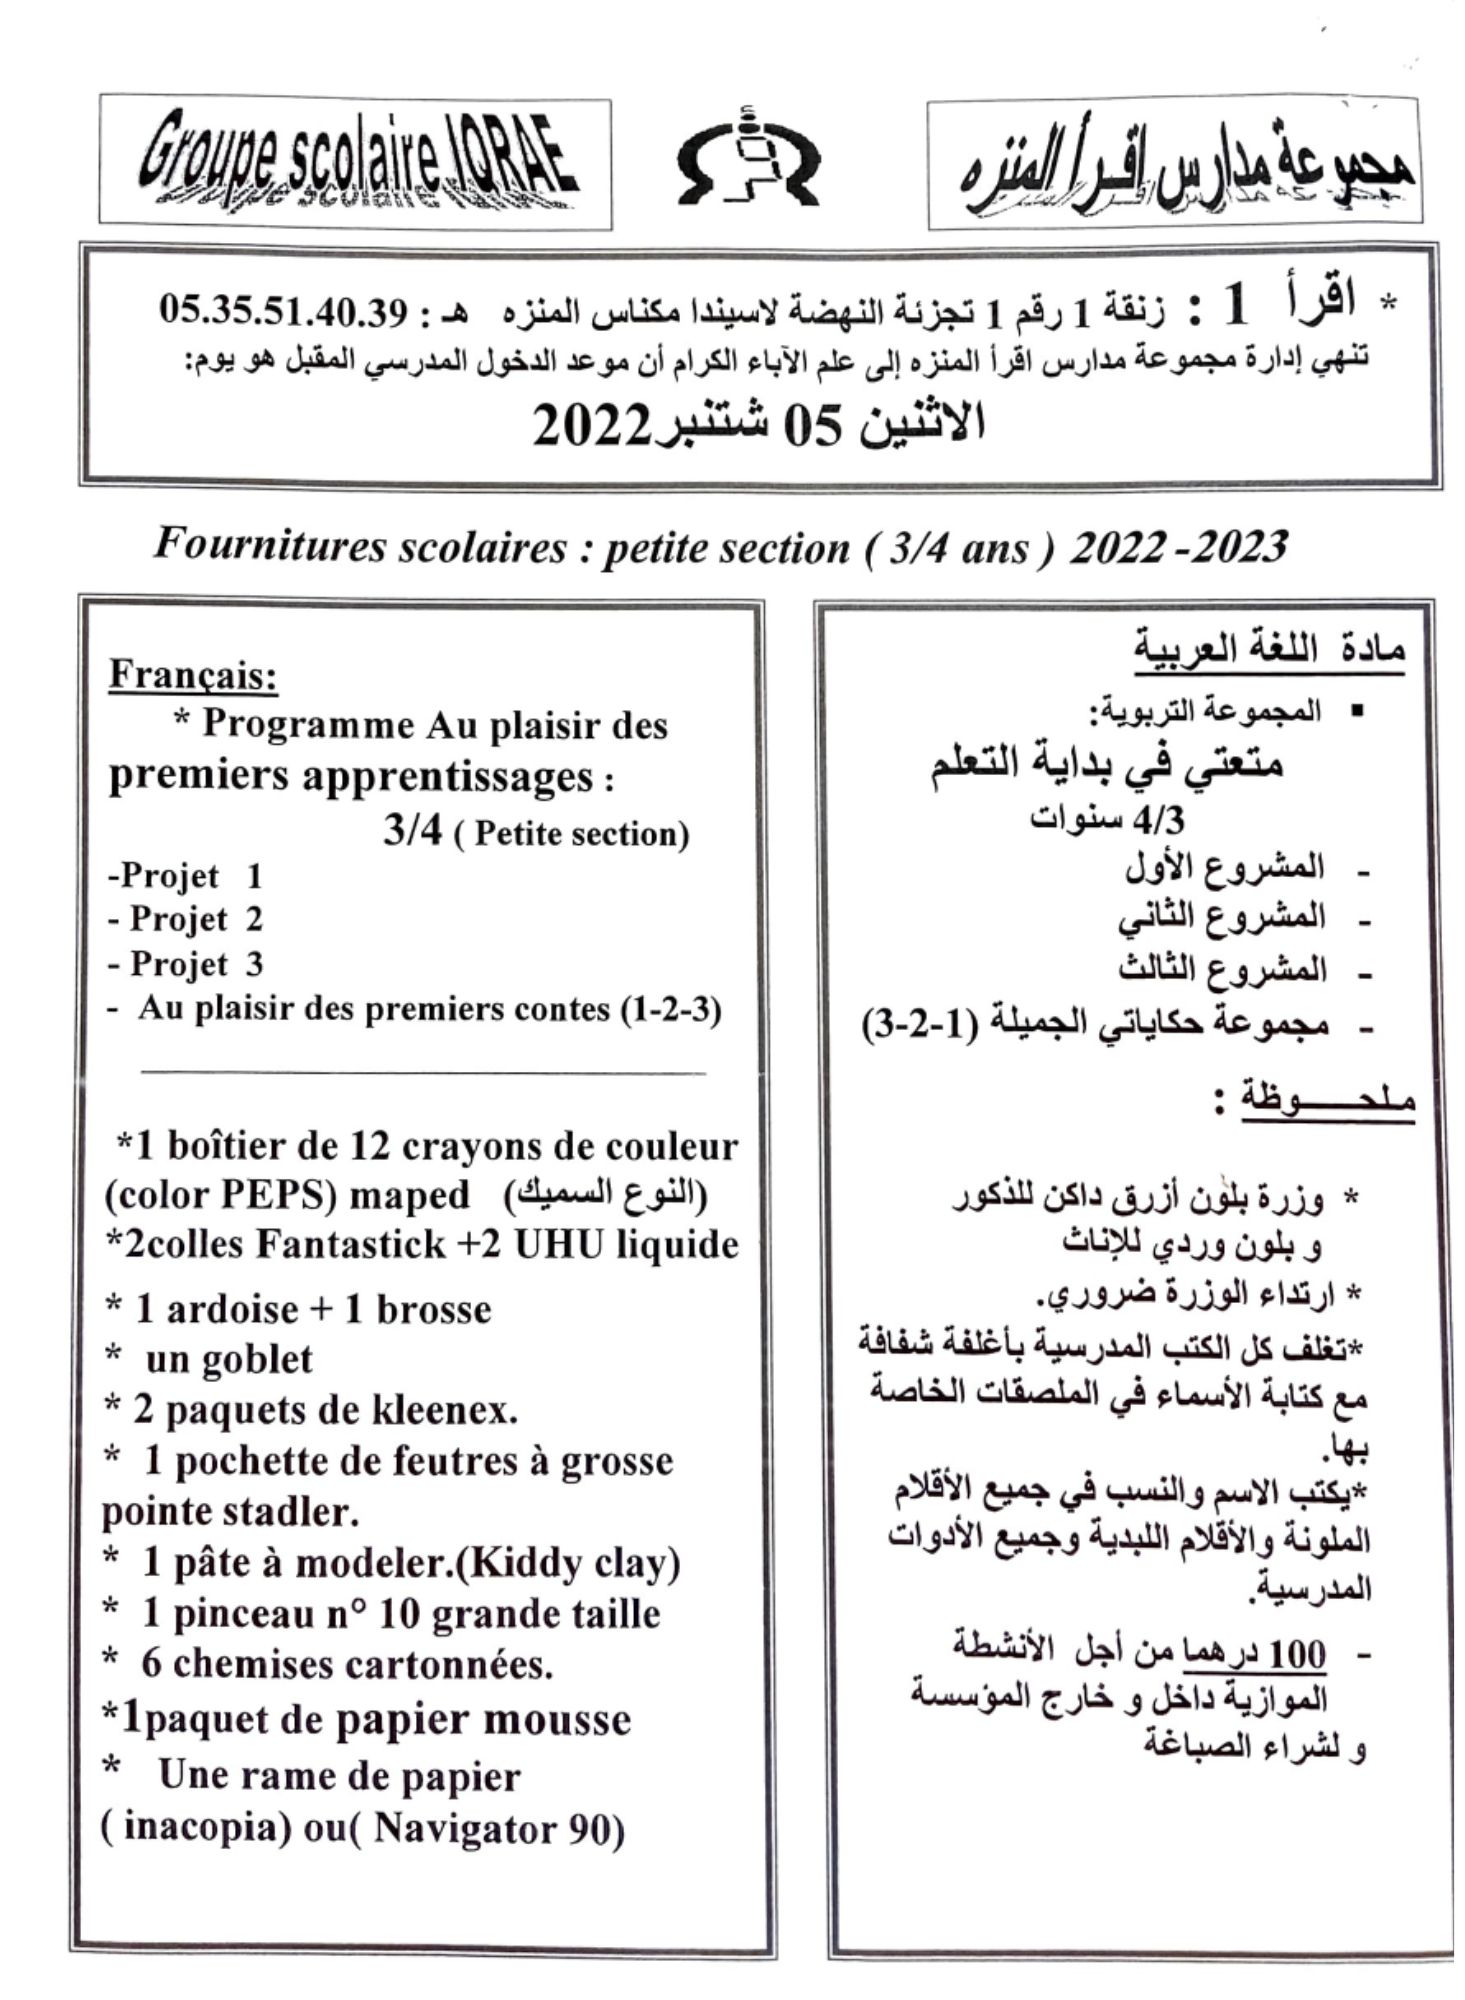 Groupe scolaire IQRAE
مجموعة مدارس اقرأ المنزه
* اقرأ 1 : زنقة 1 رقم 1 تجزئة النهضة لاسيندا مكناس المنزه هـ : 05.35.51.40.39
تنهي إدارة مجموعة مدارس اقرأ المنزه إلى علم الآباء الكرام أن موعد الدخول المدرسي المقبل هو يوم:
الاثنين 05 شتنبر2022
Fournitures scolaires : petite section ( 3/4 ans ) 2022 -2023
Français:
* Programme Au plaisir des
premiers apprentissages :
3/4 ( Petite section)
-Projet 1
- Projet 2
- Projet 3
- Au plaisir des premiers contes (1-2-3)
*1 boîtier de 12 crayons de couleur
(color PEPS) maped (النوع السميك)
*2colles Fantastick +2 UHU liquide
* 1 ardoise + 1 brosse
* un goblet
* 2 paquets de kleenex.
* 1 pochette de feutres à grosse
pointe stadler.
* 1 pâte à modeler.(Kiddy clay)
* 1 pinceau n° 10 grande taille
* 6 chemises cartonnées.
*1paquet de papier mousse
* Une rame de papier
( inacopia) ou( Navigator 90)
مادة اللغة العربية
▪ المجموعة التربوية:
متعتي في بداية التعلم
4/3 سنوات
- المشروع الأول
- المشروع الثاني
- المشروع الثالث
- مجموعة حكاياتي الجميلة (1-2-3)
ملحـــــوظة :
* وزرة بلون أزرق داكن للذكور
و بلون وردي للإناث
* ارتداء الوزرة ضروري.
*تغلف كل الكتب المدرسية بأغلفة شفافة
مع كتابة الأسماء في الملصقات الخاصة
بها.
*يكتب الاسم والنسب في جميع الأقلام
الملونة والأقلام اللبدية وجميع الأدوات
المدرسية.
- 100 درهما من أجل الأنشطة
الموازية داخل و خارج المؤسسة
و لشراء الصباغة